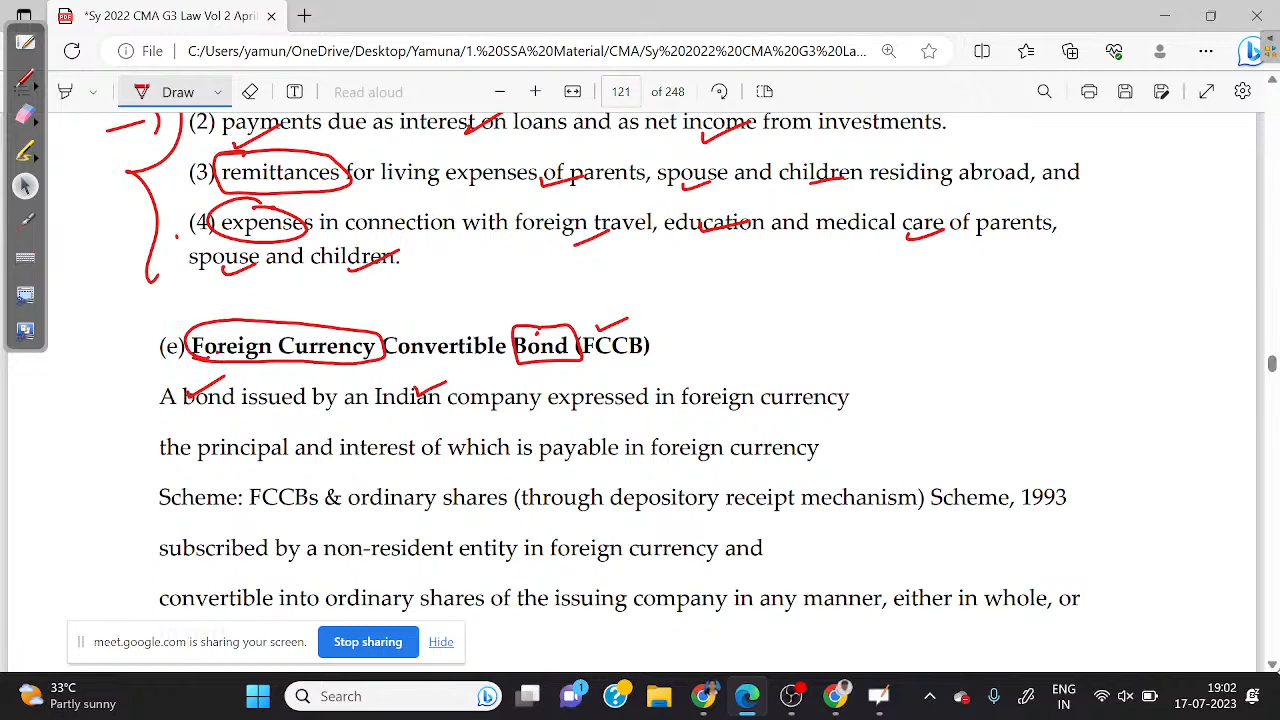 *Sy 2022 CMA G3 Law Vol 2 April
File
C:/Users/yamun/OneDrive/Desktop/Yamuna/1.%20SSA%20Material/CMA/Sy%202022%20CMA%20G3%20La...
Draw
Read aloud
121
of 248
(2) payments due as interest on loans and as net income from investments.
(3) remittances for living expenses of parents, spouse and children residing abroad, and
(4) expenses in connection with foreign travel, education and medical care of parents,
spouse and children.
(e) Foreign Currency Convertible Bond (FCCB)
A bond issued by an Indian company expressed in foreign currency
the principal and interest of which is payable in foreign currency
Scheme: FCCBs & ordinary shares (through depository receipt mechanism) Scheme, 1993
subscribed by a non-resident entity in foreign currency and
convertible into ordinary shares of the issuing company in any manner, either in whole, or
meet.google.com is sharing your screen.
Stop sharing
Hide
33°C
Partly sunny
Search
1
2
ENG
IN
19:02
17-07-2023